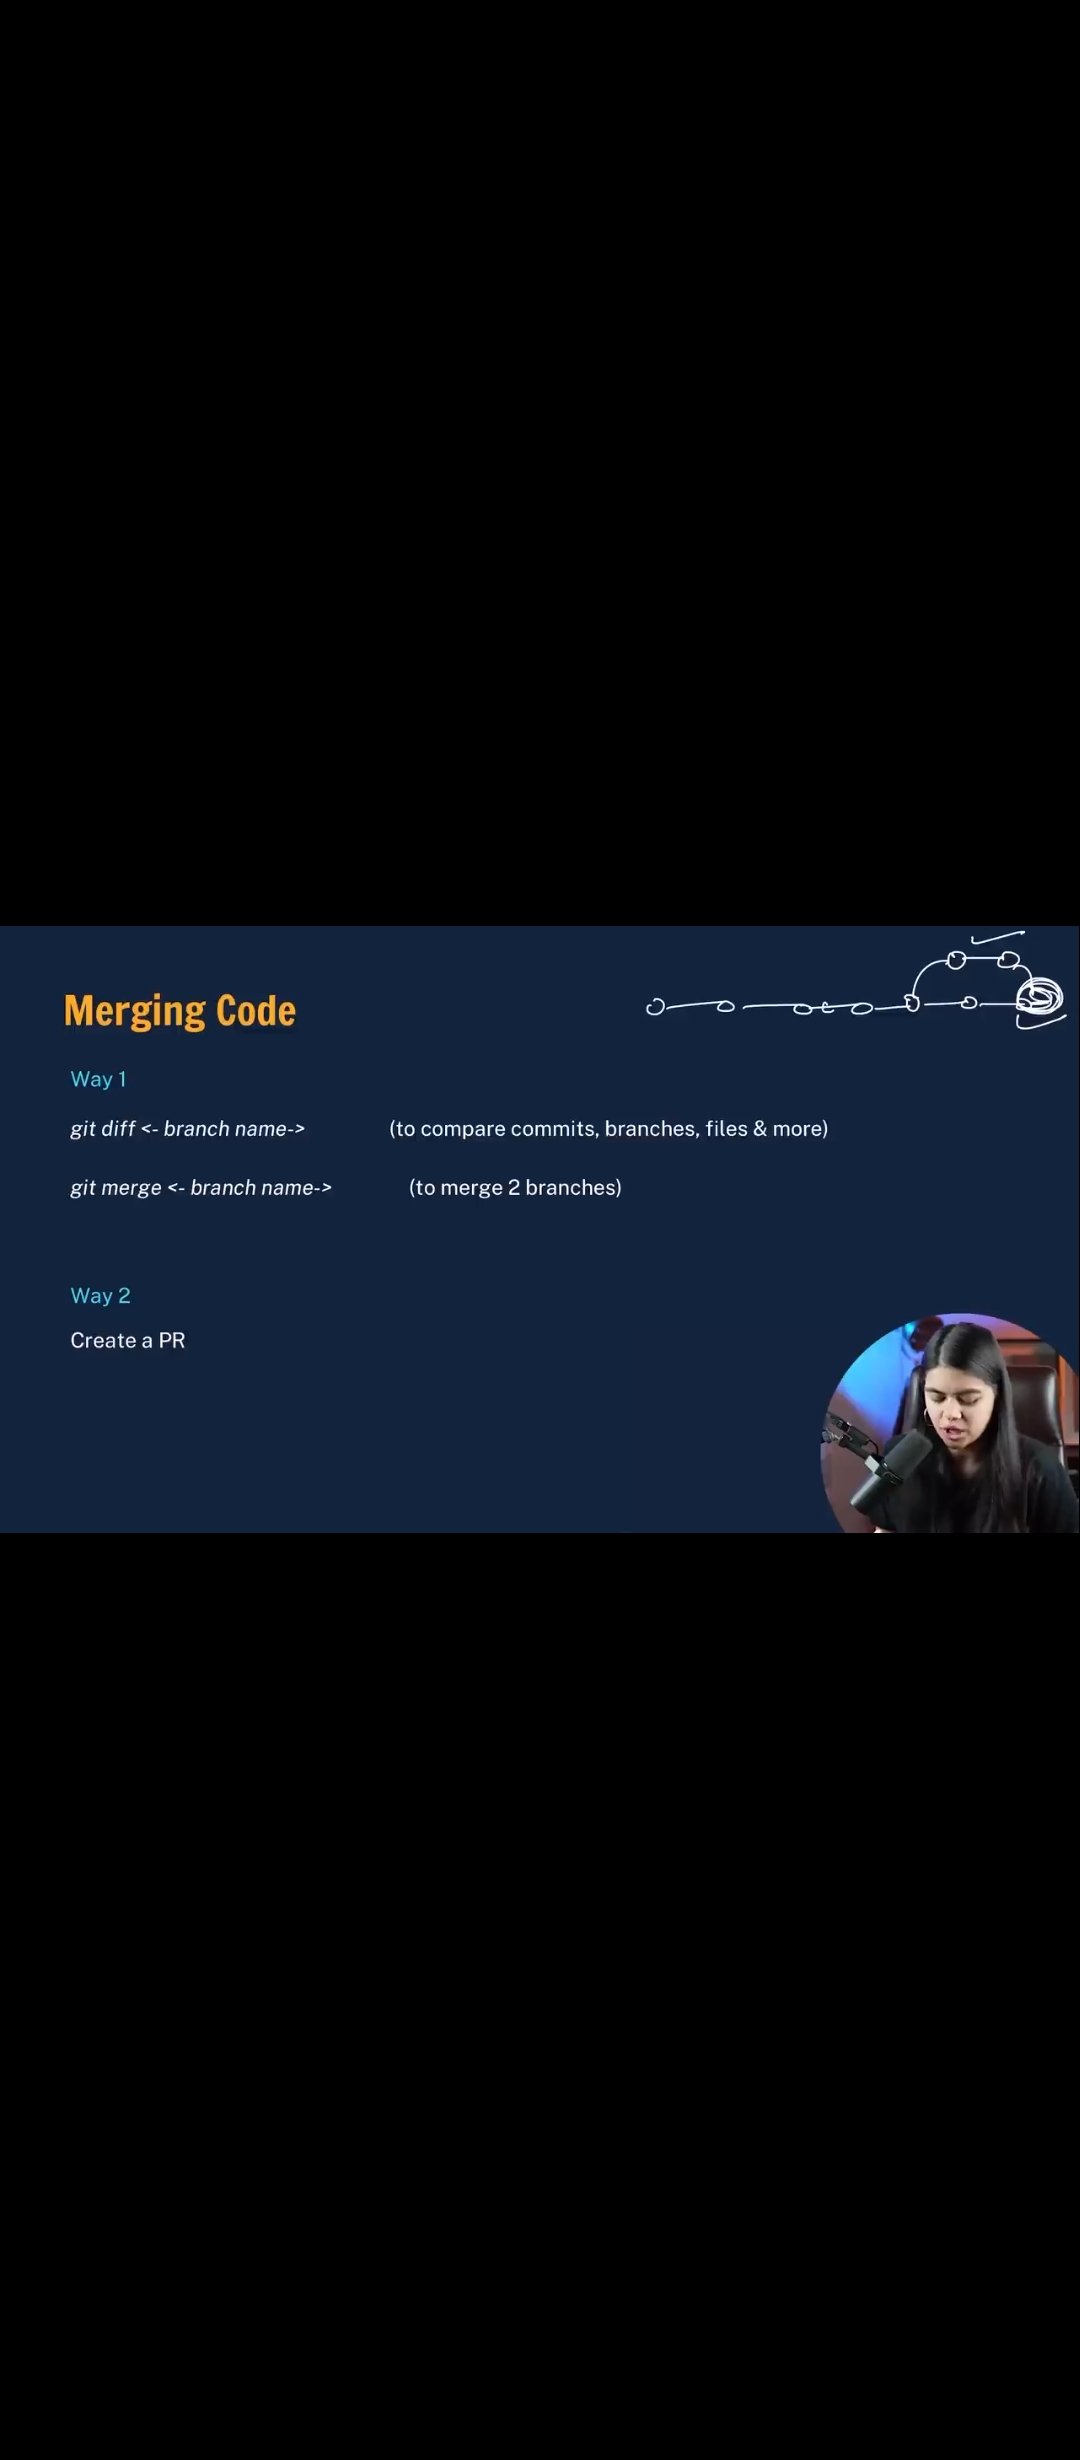 Merging Code
Way 1
git diff <- branch name-> (to compare commits, branches, files & more)
git merge <- branch name-> (to merge 2 branches)
Way 2
Create a PR